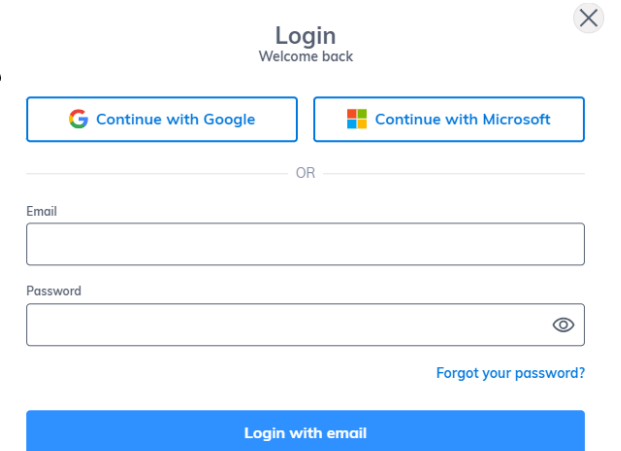 Login
Welcome back
Continue with Google
Continue with Microsoft
OR
Email
Password
Forgot your password?
Login with email